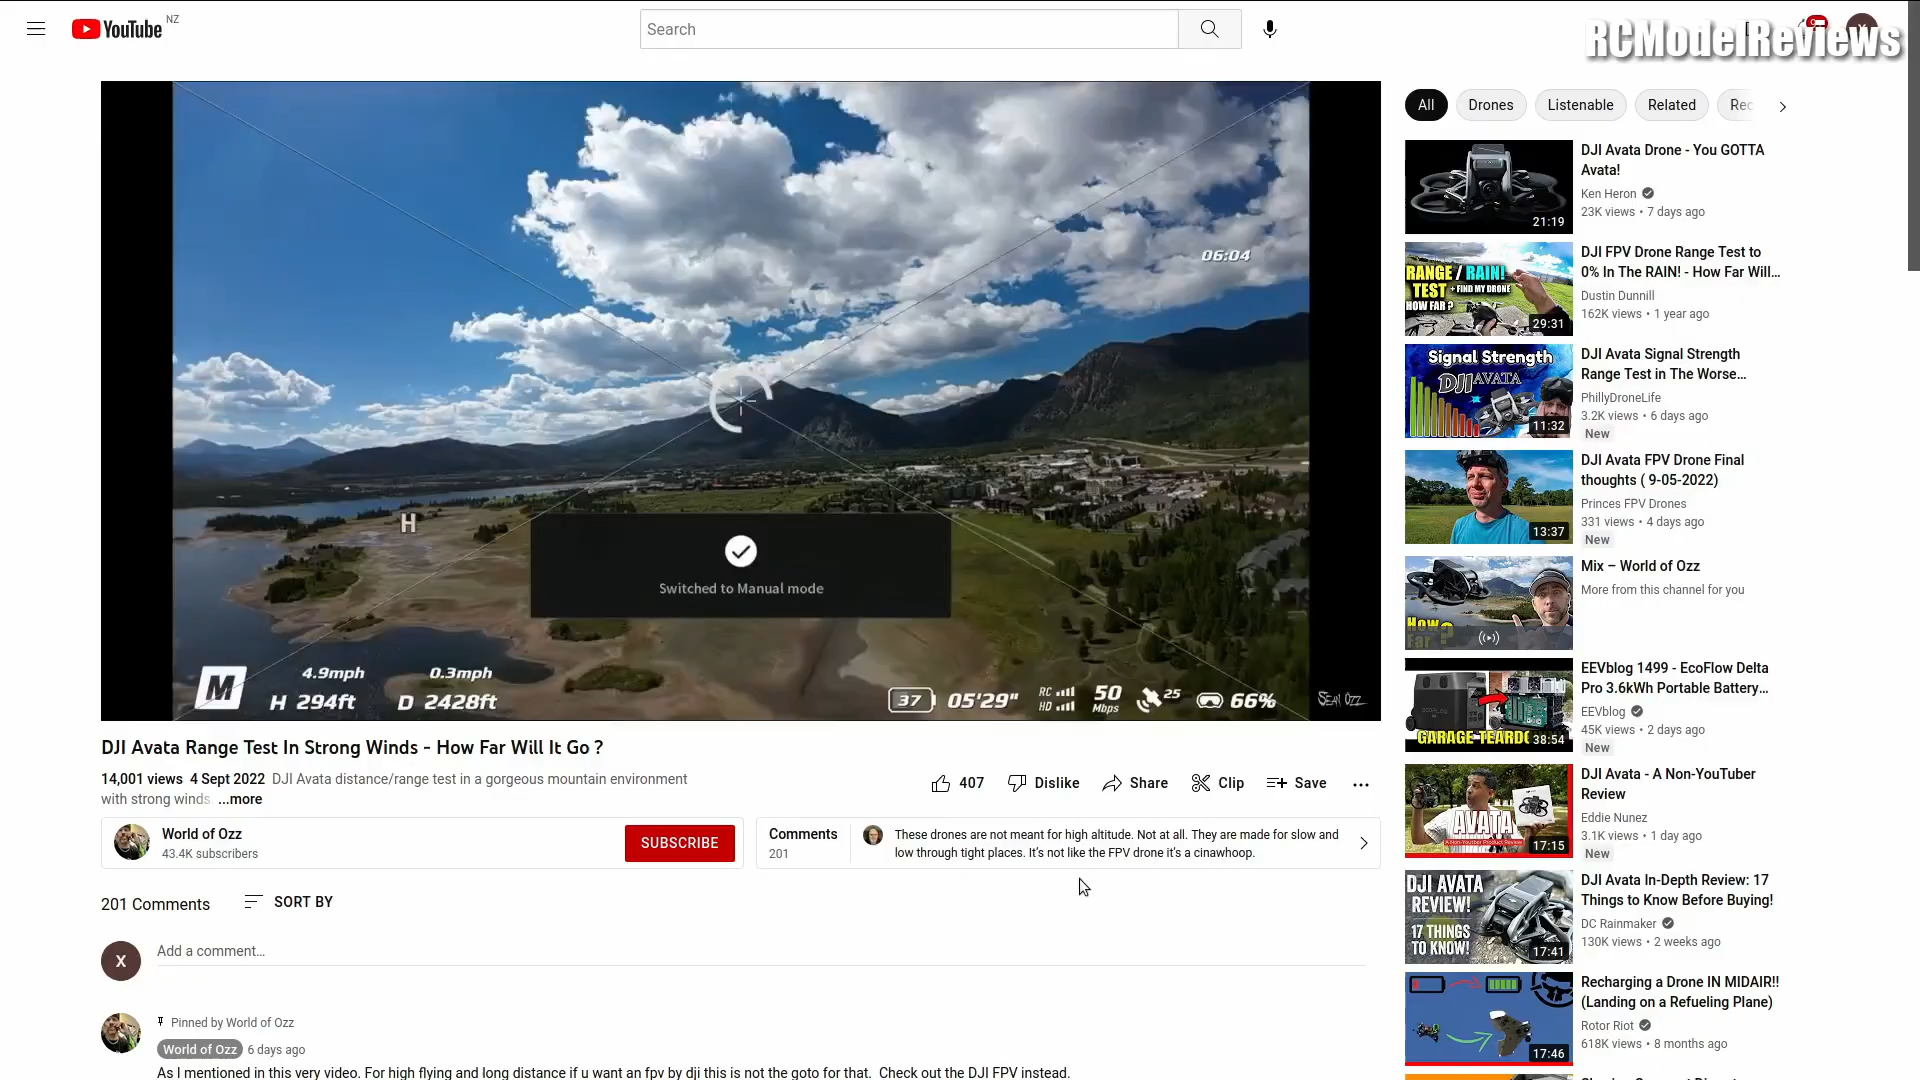 YouTube NZ
Search
RCModelReviews
06:04
H
Switched to Manual mode
M
4.9mph 0.3mph
H 294ft D 2428ft
37 05'29" RC HD 50 Mbps 25 66%
SEAN OZZ
DJI Avata Range Test In Strong Winds - How Far Will It Go ?
14,001 views 4 Sept 2022 DJI Avata distance/range test in a gorgeous mountain environment
with strong winds. ...more
407 Dislike Share Clip Save
World of Ozz
43.4K subscribers
SUBSCRIBE
Comments
201
These drones are not meant for high altitude. Not at all. They are made for slow and
low through tight places. It's not like the FPV drone it's a cinawhoop.
201 Comments SORT BY
X
Add a comment...
Pinned by World of Ozz
World of Ozz 6 days ago
As I mentioned in this very video. For high flying and long distance if u want an fpv by dji this is not the goto for that. Check out the DJI FPV instead.
All Drones Listenable Related Rec
21:19
DJI Avata Drone - You GOTTA
Avata!
Ken Heron
23K views • 7 days ago
RANGE / RAIN!
TEST + FIND MY DRONE
HOW FAR ?
29:31
DJI FPV Drone Range Test to
0% In The RAIN! - How Far Will...
Dustin Dunnill
162K views • 1 year ago
Signal Strength
DJI AVATA
11:32
DJI Avata Signal Strength
Range Test in The Worse...
PhillyDroneLife
3.2K views • 6 days ago
New
13:37
DJI Avata FPV Drone Final
thoughts ( 9-05-2022)
Princes FPV Drones
331 views • 4 days ago
New
How
Far?
Mix – World of Ozz
More from this channel for you
GARAGE TEARDO
38:54
EEVblog 1499 - EcoFlow Delta
Pro 3.6kWh Portable Battery...
EEVblog
45K views • 2 days ago
New
AVATA
A Non-Youtber Product Review
17:15
DJI Avata - A Non-YouTuber
Review
Eddie Nunez
3.1K views • 1 day ago
New
DJI AVATA
REVIEW!
17 THINGS
TO KNOW!
17:41
DJI Avata In-Depth Review: 17
Things to Know Before Buying!
DC Rainmaker
130K views • 2 weeks ago
17:46
Recharging a Drone IN MIDAIR!!
(Landing on a Refueling Plane)
Rotor Riot
618K views • 8 months ago